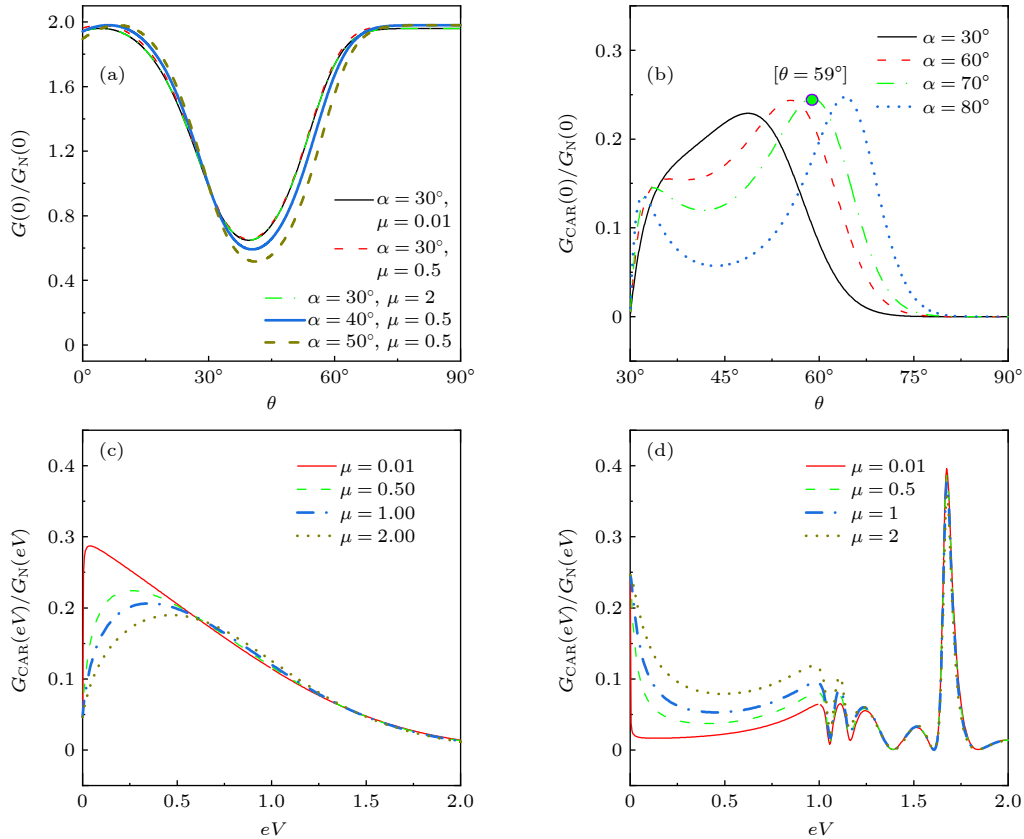 (a)
G(0)/G_N(0)
2.0
1.6
1.2
0.8
0.4
0
α = 30°,
μ = 0.01
α = 30°,
μ = 0.5
α = 30°, μ = 2
α = 40°, μ = 0.5
α = 50°, μ = 0.5
0° 30° 60° 90°
θ
(b)
G_CAR(0)/G_N(0)
0.3
0.2
0.1
0
[θ = 59°]
α = 30°
α = 60°
α = 70°
α = 80°
30° 45° 60° 75° 90°
θ
(c)
G_CAR(eV)/G_N(eV)
0.4
0.3
0.2
0.1
0
μ = 0.01
μ = 0.50
μ = 1.00
μ = 2.00
0 0.5 1.0 1.5 2.0
eV
(d)
G_CAR(eV)/G_N(eV)
0.4
0.3
0.2
0.1
0
μ = 0.01
μ = 0.5
μ = 1
μ = 2
0 0.5 1.0 1.5 2.0
eV